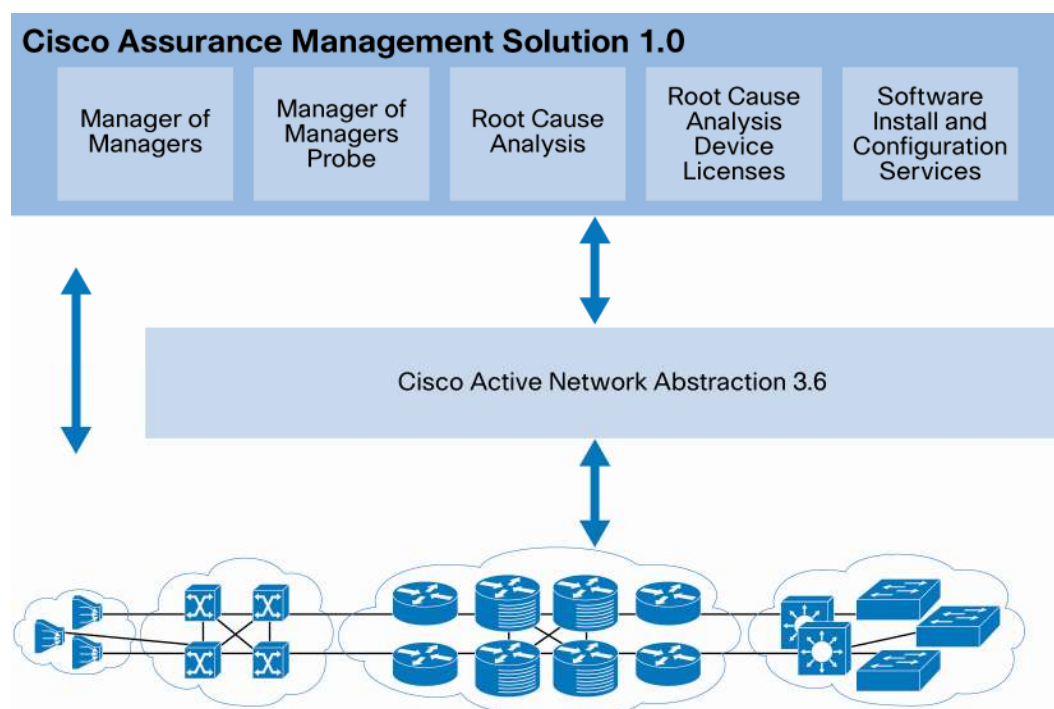 Cisco Assurance Management Solution 1.0
Manager of
Managers
Manager of
Managers
Probe
Root Cause
Analysis
Root Cause
Analysis
Device
Licenses
Software
Install and
Configuration
Services
Cisco Active Network Abstraction 3.6